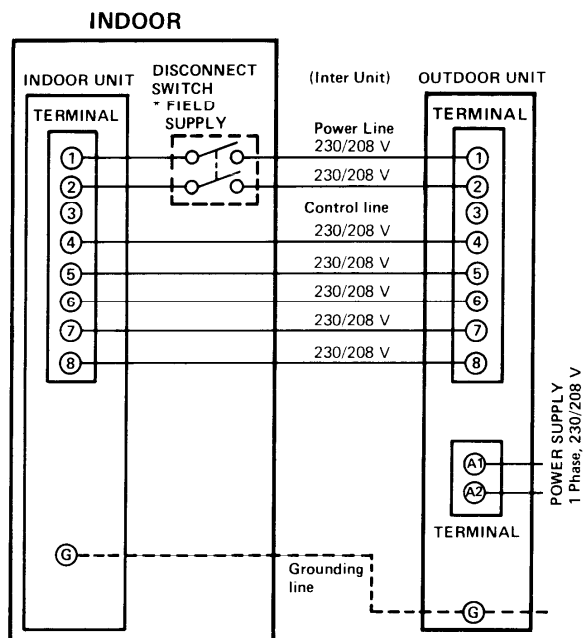 INDOOR
INDOOR UNIT
DISCONNECT
SWITCH
* FIELD
SUPPLY
(Inter Unit)
OUTDOOR UNIT
TERMINAL
TERMINAL
Power Line
1
230/208 V
1
2
230/208 V
2
3
Control line
3
4
230/208 V
4
5
230/208 V
5
6
230/208 V
6
7
230/208 V
7
8
230/208 V
8
A1
A2
TERMINAL
POWER SUPPLY
1 Phase, 230/208 V
G
Grounding
line
G